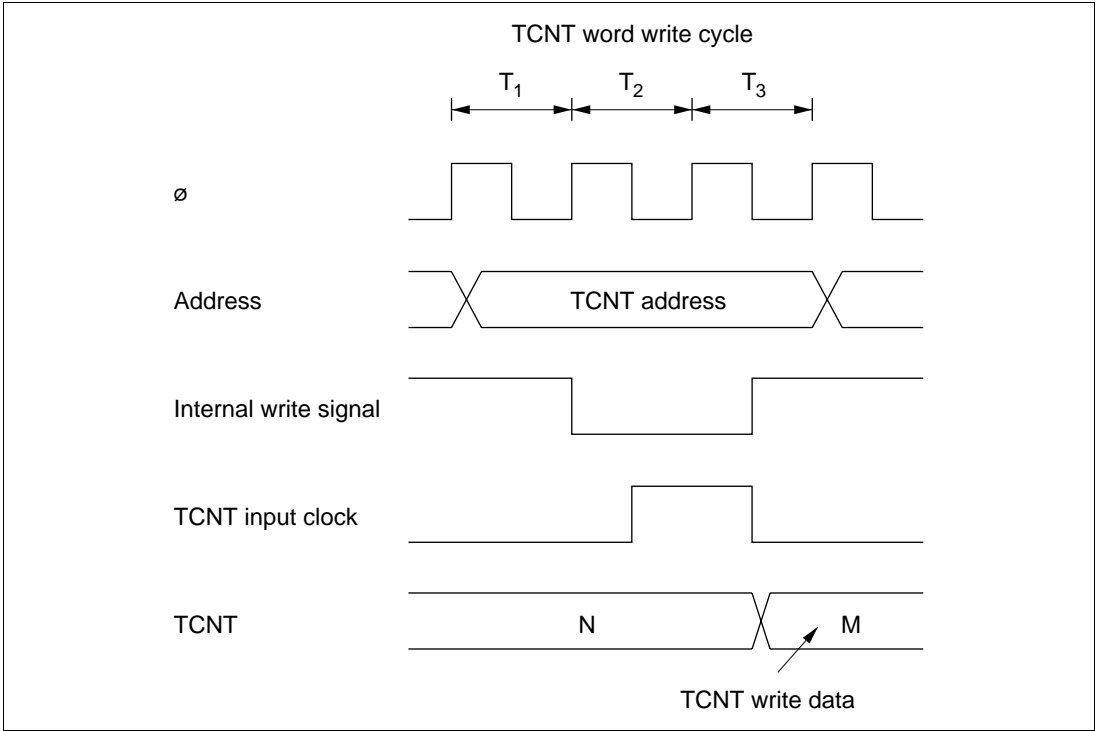 TCNT word write cycle
T1 T2 T3
ø
Address TCNT address
Internal write signal
TCNT input clock
TCNT N M
TCNT write data